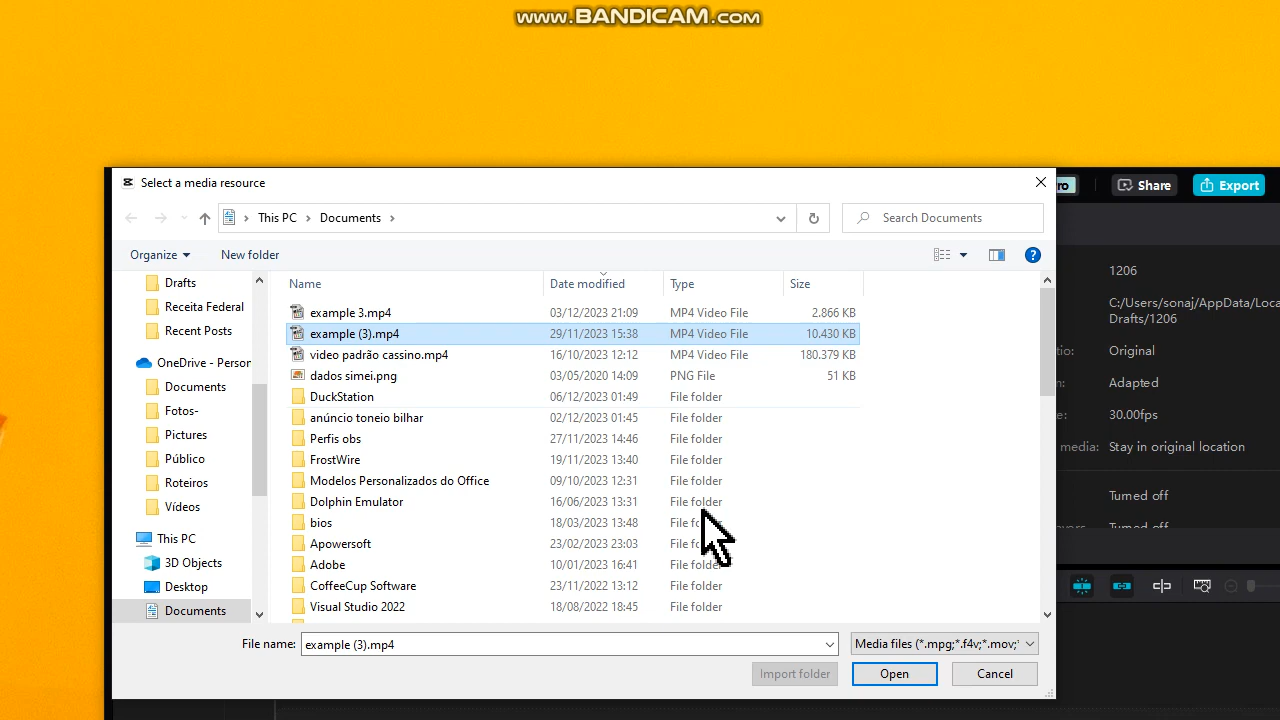 www.BANDICAM.com
Select a media resource
This PC > Documents >
Search Documents
Organize
New folder
?
Share
Export
Name
Date modified
Type
Size
Drafts
Receita Federal
Recent Posts
OneDrive - Person
Documents
Fotos-
Pictures
Público
Roteiros
Vídeos
This PC
3D Objects
Desktop
Documents
example 3.mp4 03/12/2023 21:09 MP4 Video File 2.866 KB
example (3).mp4 29/11/2023 15:38 MP4 Video File 10.430 KB
video padrão cassino.mp4 16/10/2023 12:12 MP4 Video File 180.379 KB
dados simei.png 03/05/2020 14:09 PNG File 51 KB
DuckStation 06/12/2023 01:49 File folder
anúncio toneio bilhar 02/12/2023 01:45 File folder
Perfis obs 27/11/2023 14:46 File folder
FrostWire 19/11/2023 13:40 File folder
Modelos Personalizados do Office 09/10/2023 12:31 File folder
Dolphin Emulator 16/06/2023 13:31 File folder
bios 18/03/2023 13:48 File folder
Apowersoft 23/02/2023 23:03 File folder
Adobe 10/01/2023 16:41 File folder
CoffeeCup Software 23/11/2022 13:12 File folder
Visual Studio 2022 18/08/2022 18:45 File folder
File name: example (3).mp4
Media files (*.mpg;*.f4v;*.mov;*
Import folder
Open
Cancel
1206
C:/Users/sonaj/AppData/Loca
Drafts/1206
tio: Original
Adapted
30.00fps
media: Stay in original location
Turned off
Turned off